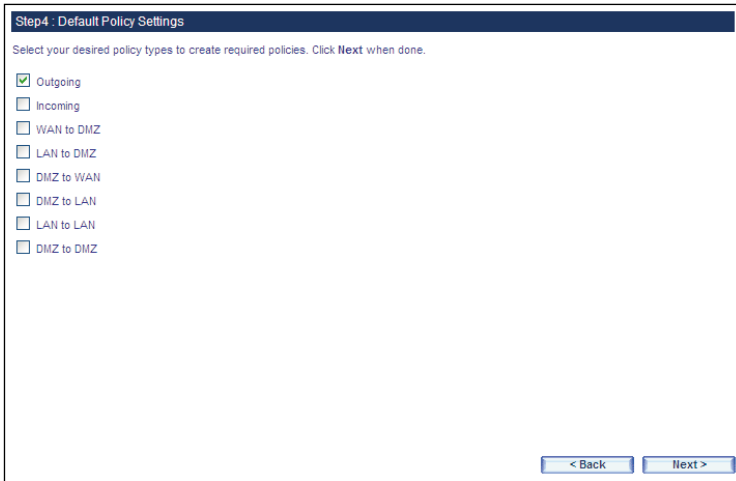 Step4 : Default Policy Settings
Select your desired policy types to create required policies. Click Next when done.
Outgoing
Incoming
WAN to DMZ
LAN to DMZ
DMZ to WAN
DMZ to LAN
LAN to LAN
DMZ to DMZ
< Back Next >